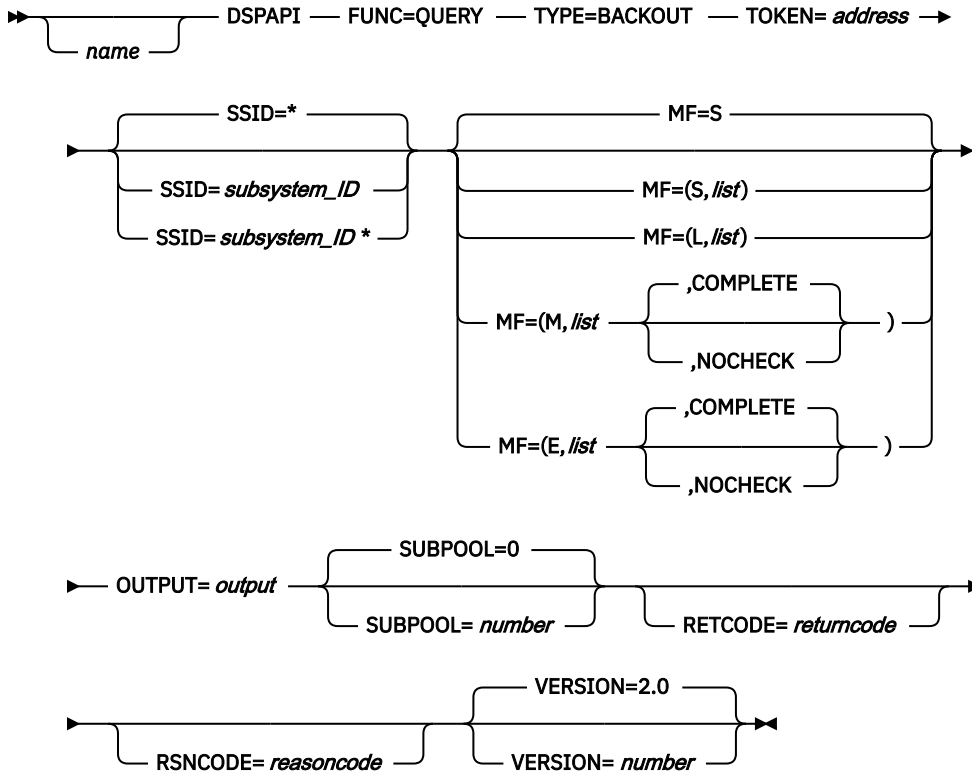 DSPAPI FUNC=QUERY TYPE=BACKOUT TOKEN= address
name
SSID=*
SSID= subsystem_ID
SSID= subsystem_ID *
MF=S
MF=(S,list)
MF=(L,list)
MF=(M,list ,COMPLETE )
,NOCHECK
MF=(E,list ,COMPLETE )
,NOCHECK
OUTPUT= output
SUBPOOL=0
SUBPOOL= number
RETCODE= returncode
RSNCODE= reasoncode
VERSION=2.0
VERSION= number